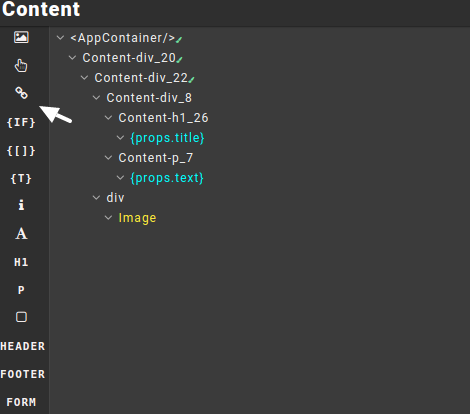 Content
<AppContainer/>
Content-div_20
Content-div_22
Content-div_8
{IF}
Content-h1_26
{[]}
{props.title}
Content-p_7
{T}
{props.text}
i
div
A
Image
H1
P
HEADER
FOOTER
FORM